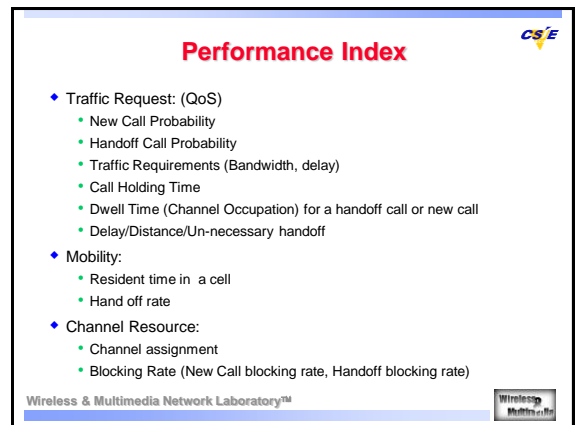 CS/E
Performance Index
Traffic Request: (QoS)
New Call Probability
Handoff Call Probability
Traffic Requirements (Bandwidth, delay)
Call Holding Time
Dwell Time (Channel Occupation) for a handoff call or new call
Delay/Distance/Un-necessary handoff
Mobility:
Resident time in a cell
Hand off rate
Channel Resource:
Channel assignment
Blocking Rate (New Call blocking rate, Handoff blocking rate)
Wireless & Multimedia Network Laboratory™
Wireless